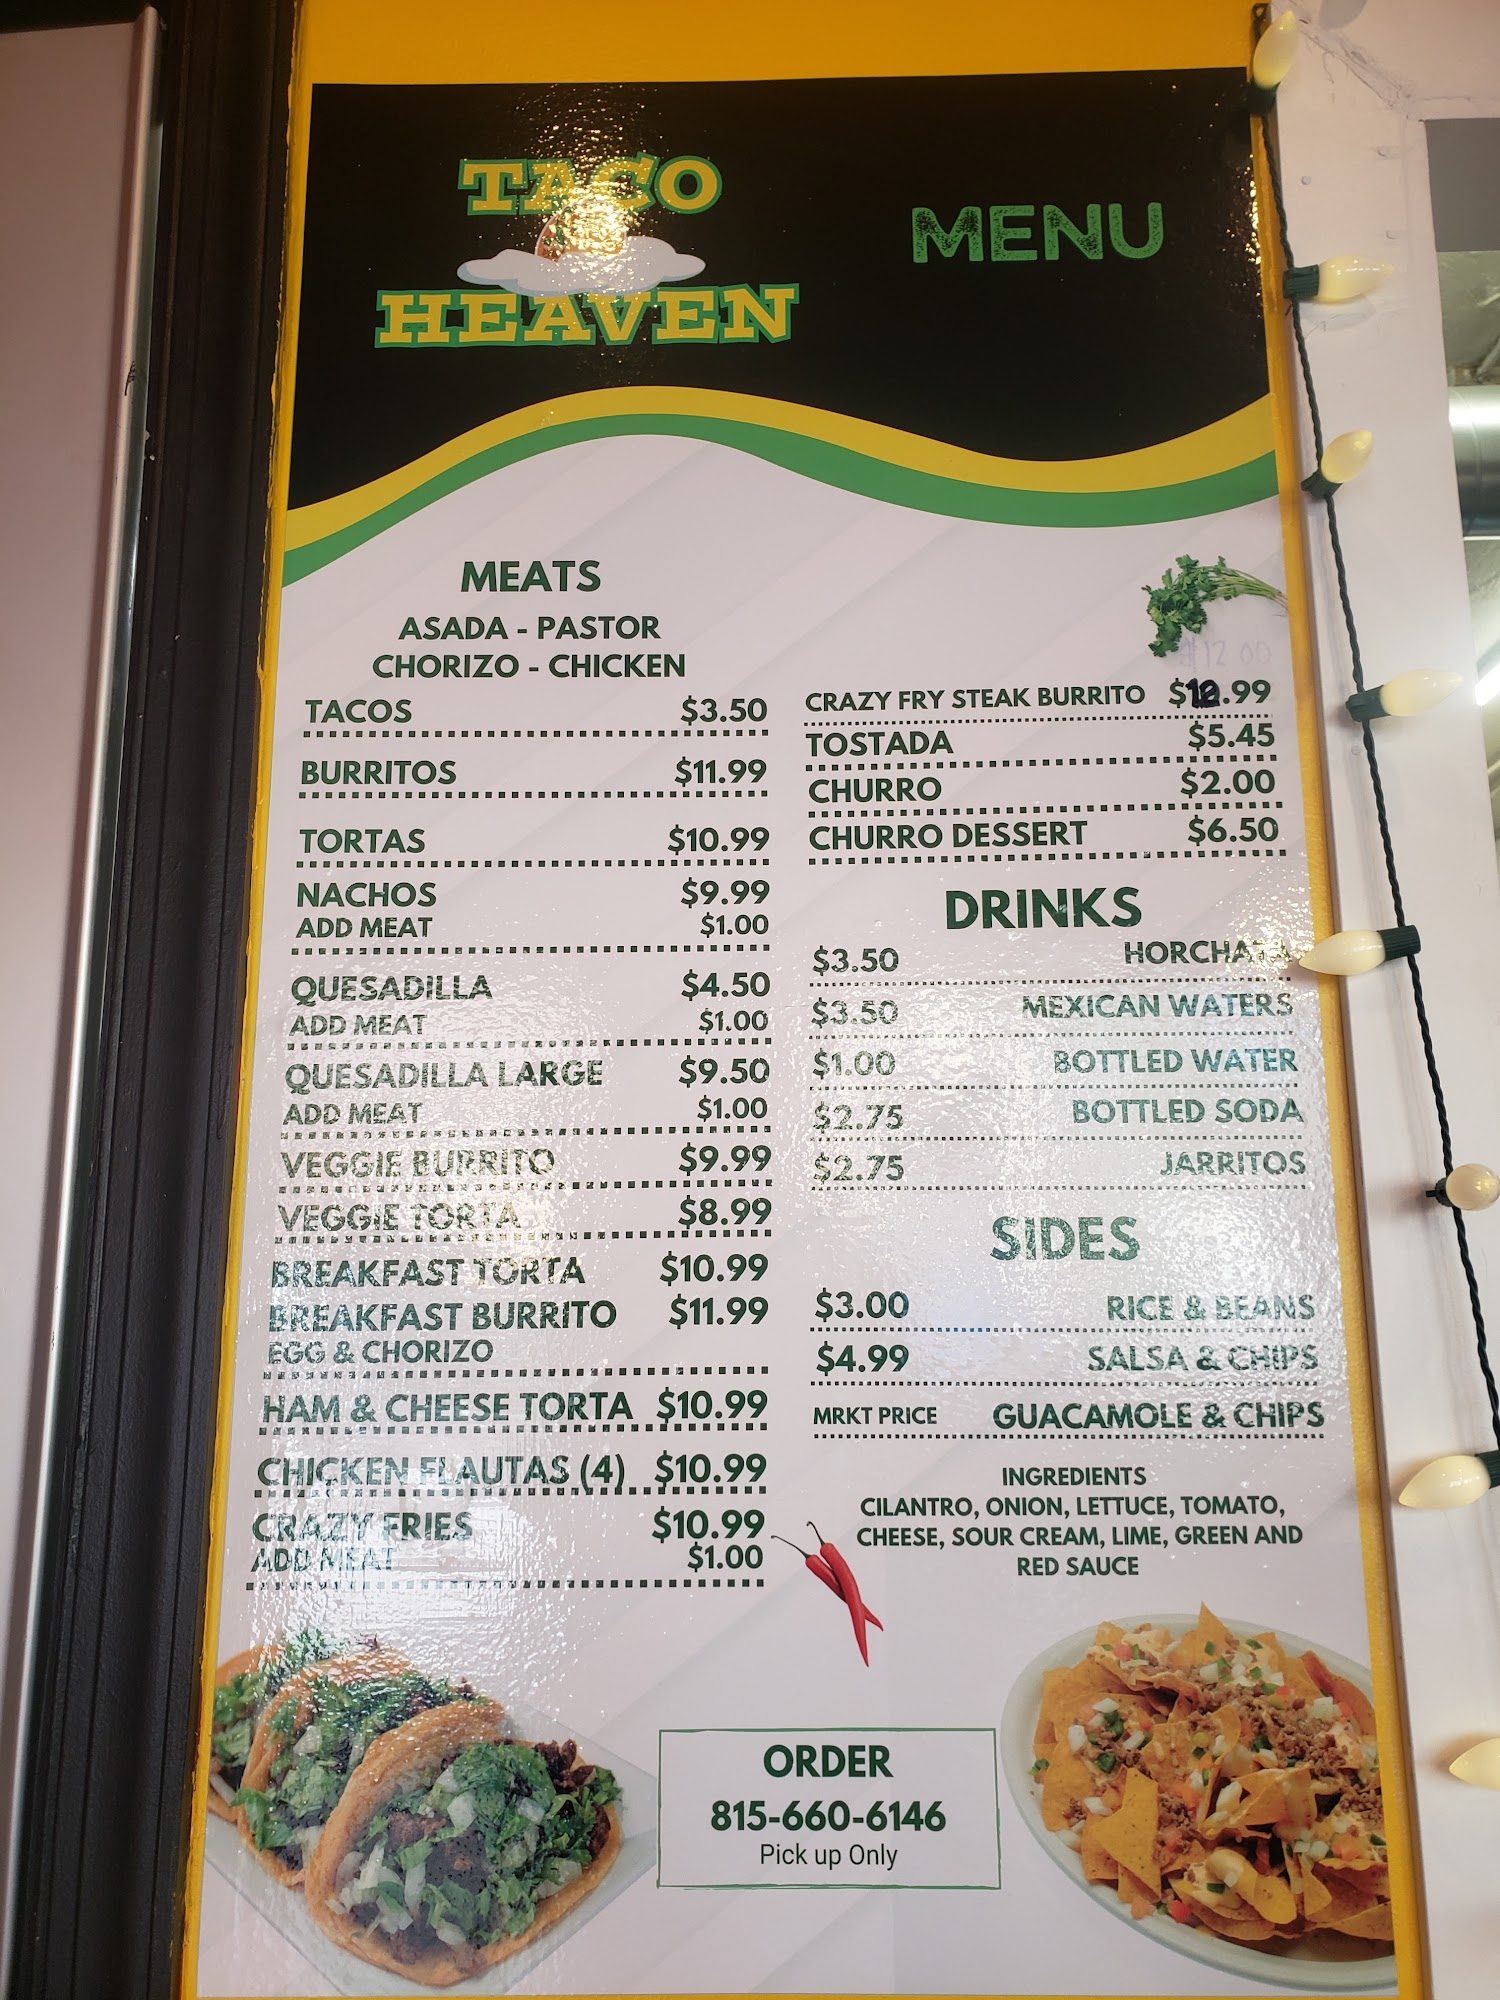 TACO
HEAVEN
MENU
MEATS
ASADA - PASTOR
CHORIZO - CHICKEN
TACOS $3.50
BURRITOS $11.99
TORTAS $10.99
NACHOS $9.99
ADD MEAT $1.00
QUESADILLA $4.50
ADD MEAT $1.00
QUESADILLA LARGE $9.50
ADD MEAT $1.00
VEGGIE BURRITO $9.99
VEGGIE TORTA $8.99
BREAKFAST TORTA $10.99
BREAKFAST BURRITO $11.99
EGG & CHORIZO
HAM & CHEESE TORTA $10.99
CHICKEN FLAUTAS (4) $10.99
CRAZY FRIES $10.99
ADD MEAT $1.00
$12 00
CRAZY FRY STEAK BURRITO $12.99
TOSTADA $5.45
CHURRO $2.00
CHURRO DESSERT $6.50
DRINKS
$3.50 HORCHATA
$3.50 MEXICAN WATERS
$1.00 BOTTLED WATER
$2.75 BOTTLED SODA
$2.75 JARRITOS
SIDES
$3.00 RICE & BEANS
$4.99 SALSA & CHIPS
MRKT PRICE GUACAMOLE & CHIPS
INGREDIENTS
CILANTRO, ONION, LETTUCE, TOMATO,
CHEESE, SOUR CREAM, LIME, GREEN AND
RED SAUCE
ORDER
815-660-6146
Pick up Only